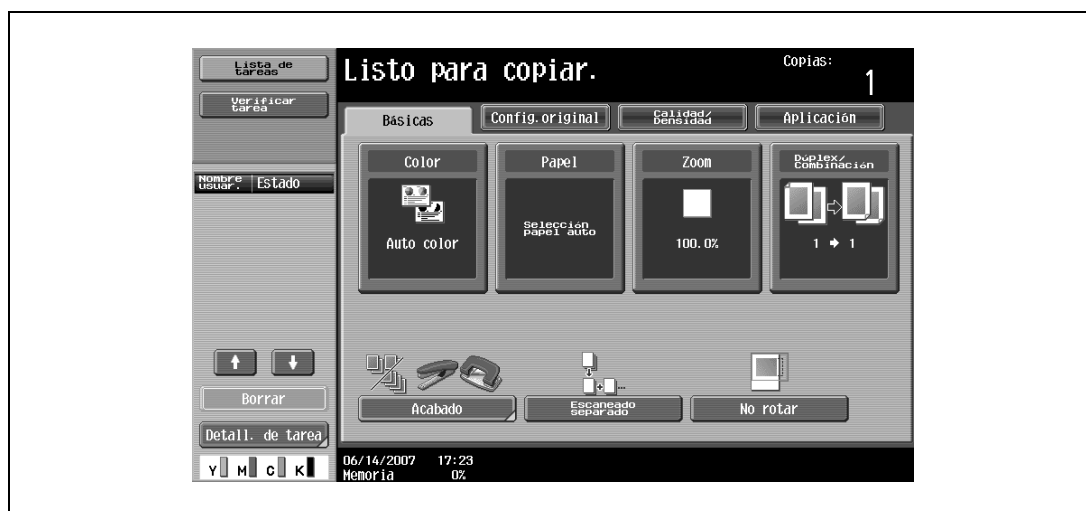 Lista de
tareas
Verificar
tarea
Nombre
usuar.
Estado
Borrar
Detall. de tarea
Y M C K
Listo para copiar.
Copias:
1
Básicas
Config.original
Calidad/
Densidad
Aplicación
Color
Auto color
Papel
Selección
papel auto
Zoom
100.0%
Dúplex/
Combinación
1 → 1
Acabado
Escaneado
separado
No rotar
06/14/2007 17:23
Memoria 0%